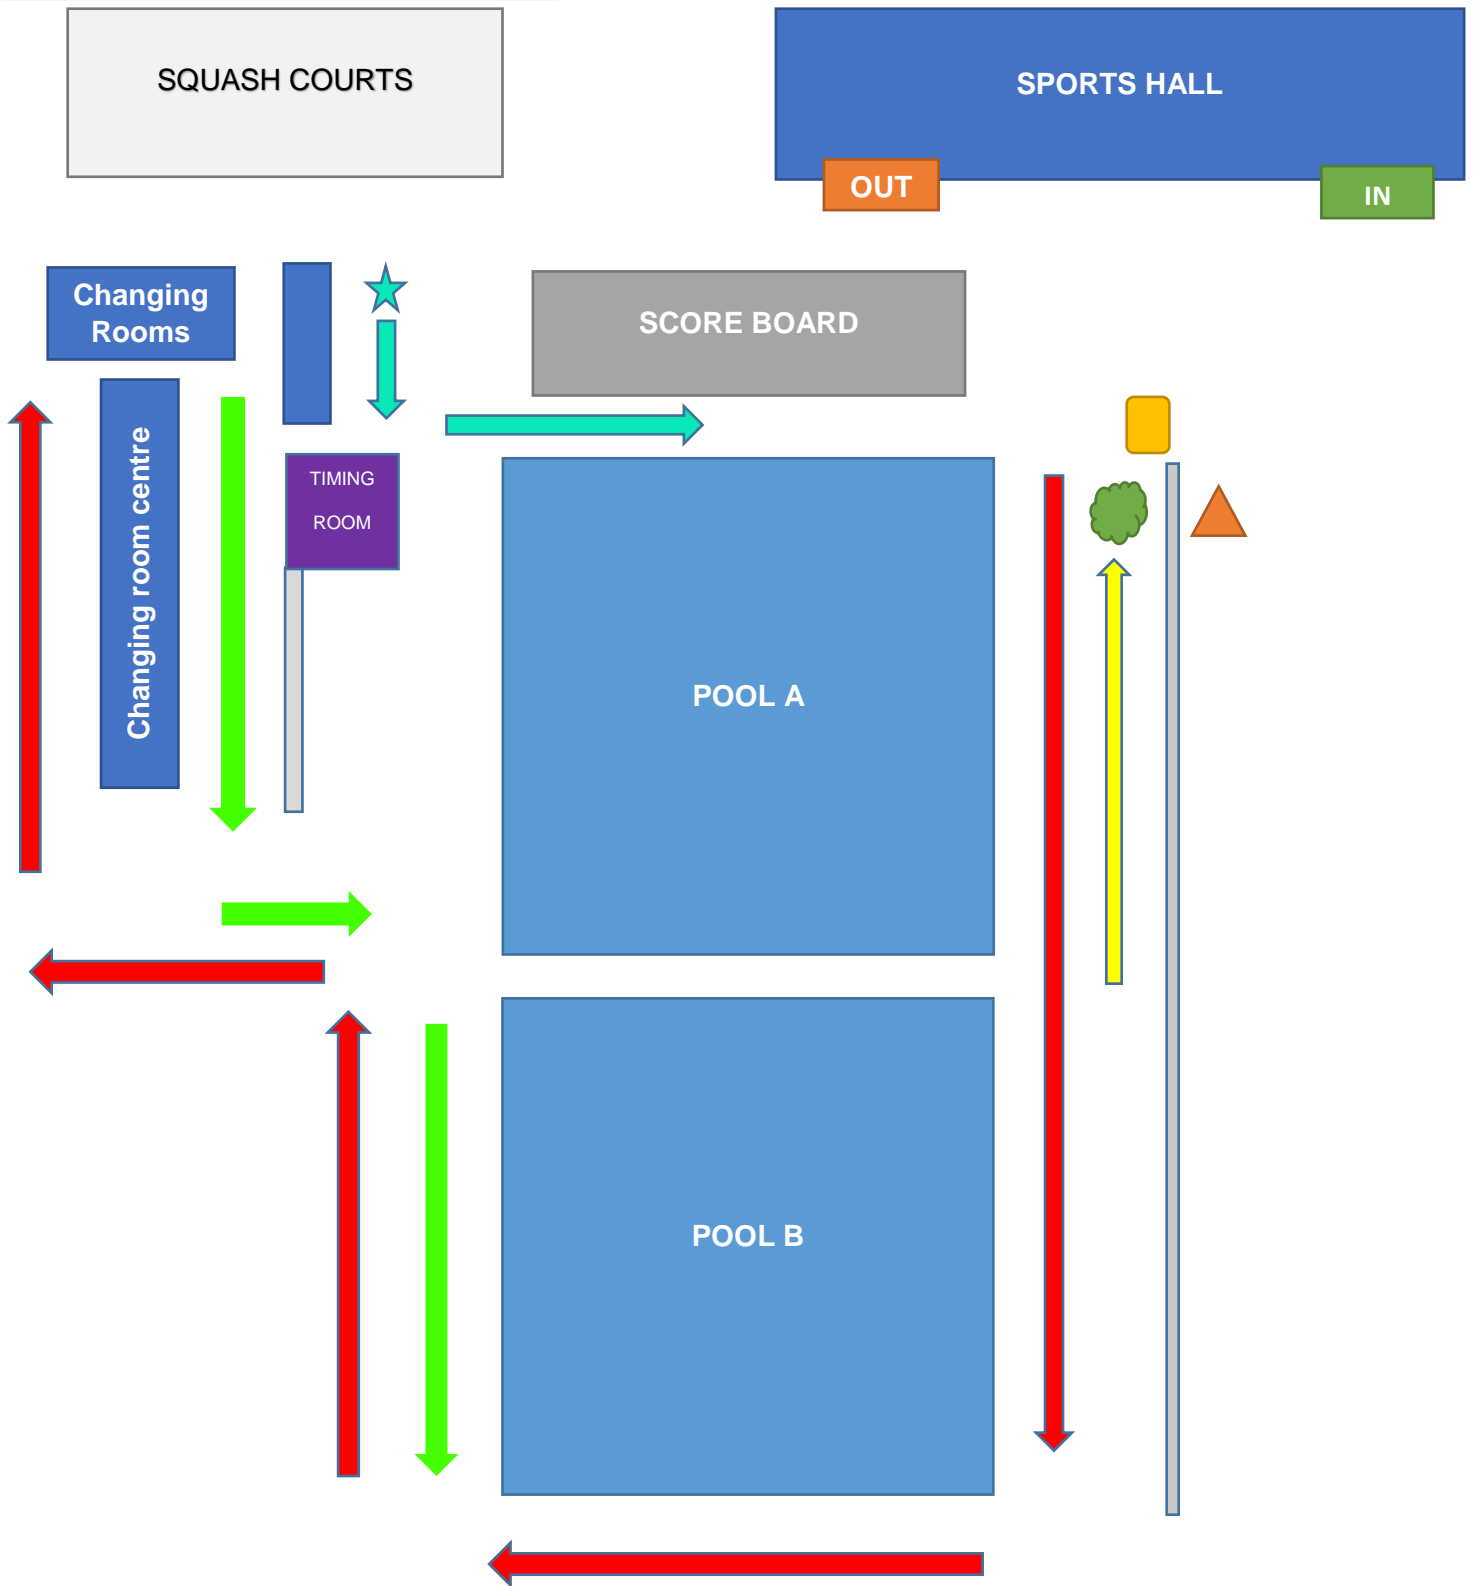 SQUASH COURTS
SPORTS HALL
OUT
IN
Changing
Rooms
SCORE BOARD
Changing room centre
TIMING
ROOM
POOL A
POOL B